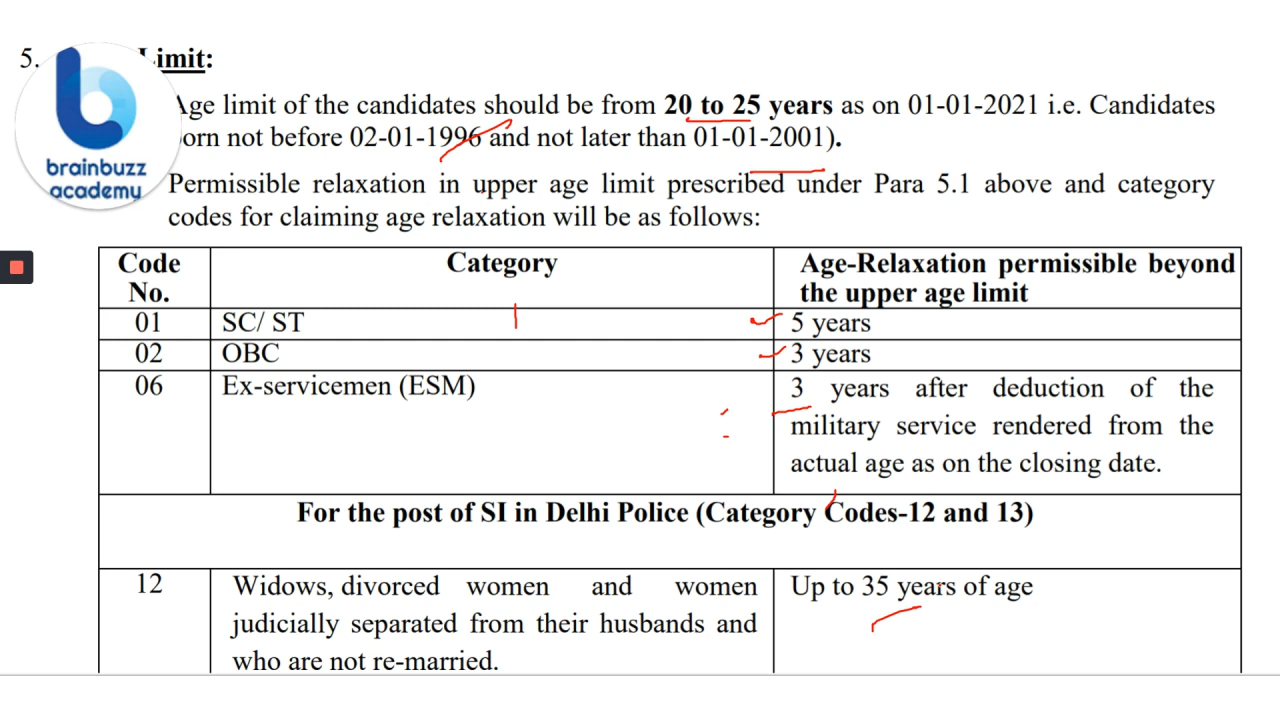 5. Limit:
Age limit of the candidates should be from 20 to 25 years as on 01-01-2021 i.e. Candidates
orn not before 02-01-1996 and not later than 01-01-2001).
brainbuzz
academy
Permissible relaxation in upper age limit prescribed under Para 5.1 above and category
codes for claiming age relaxation will be as follows:
Code No. Category Age-Relaxation permissible beyond the upper age limit
01 SC/ ST 5 years
02 OBC 3 years
06 Ex-servicemen (ESM) 3 years after deduction of the
military service rendered from the
actual age as on the closing date.
For the post of SI in Delhi Police (Category Codes-12 and 13)
12 Widows, divorced women and women Up to 35 years of age
judicially separated from their husbands and
who are not re-married.